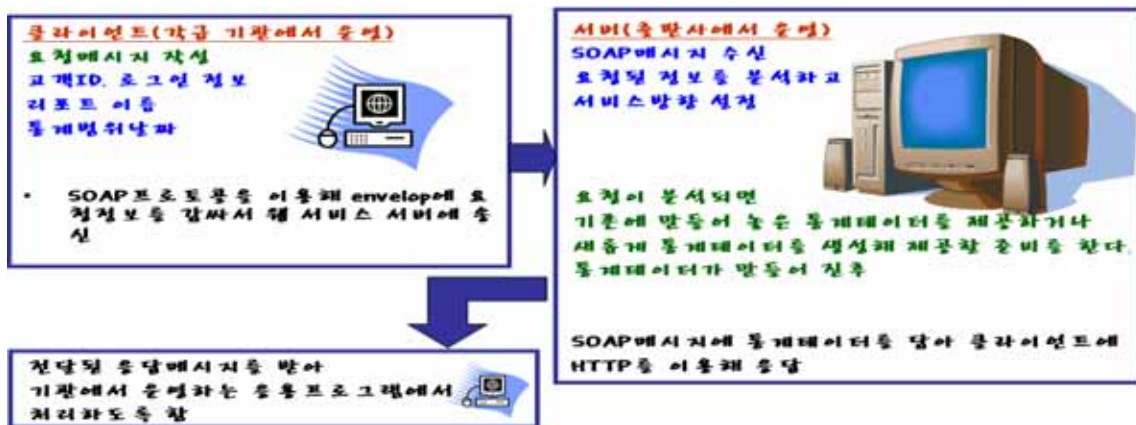 클라이언트(각급 기관에서 운영)
요청메시지 작성
고객ID, 로그인 정보
리포트 이름
통계범위날짜
• SOAP프로토콜을 이용해 envelop에 요
청정보를 감싸서 웹 서비스 서버에 송
신
서버(출판사에서 운영)
SOAP메시지 수신
요청된 정보를 분석하고
서비스방향 설정
요청이 분석되면
기존에 만들어 놓은 통계데이터를 제공하거나
새롭게 통계데이터를 생성해 제공할 준비를 한다.
통계데이터가 만들어 진후
SOAP메시지에 통계데이터를 담아 클라이언트에
HTTP를 이용해 응답
전달된 응답메시지를 받아
기관에서 운영하는 응용프로그램에서
처리하도록 함